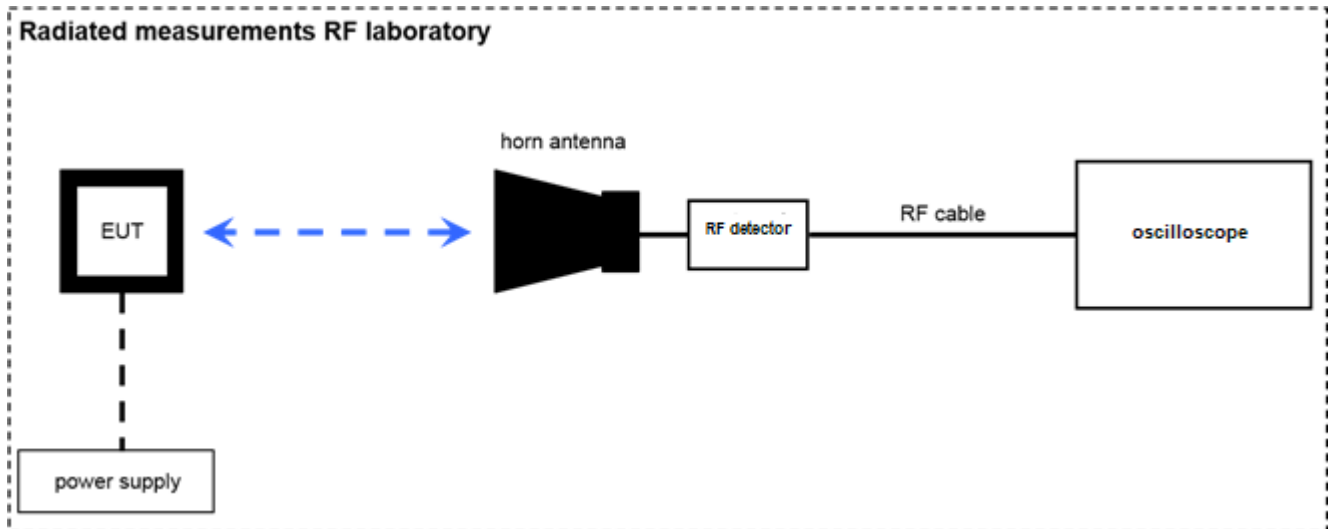 Radiated measurements RF laboratory
horn antenna
EUT
RF detector
RF cable
oscilloscope
power supply